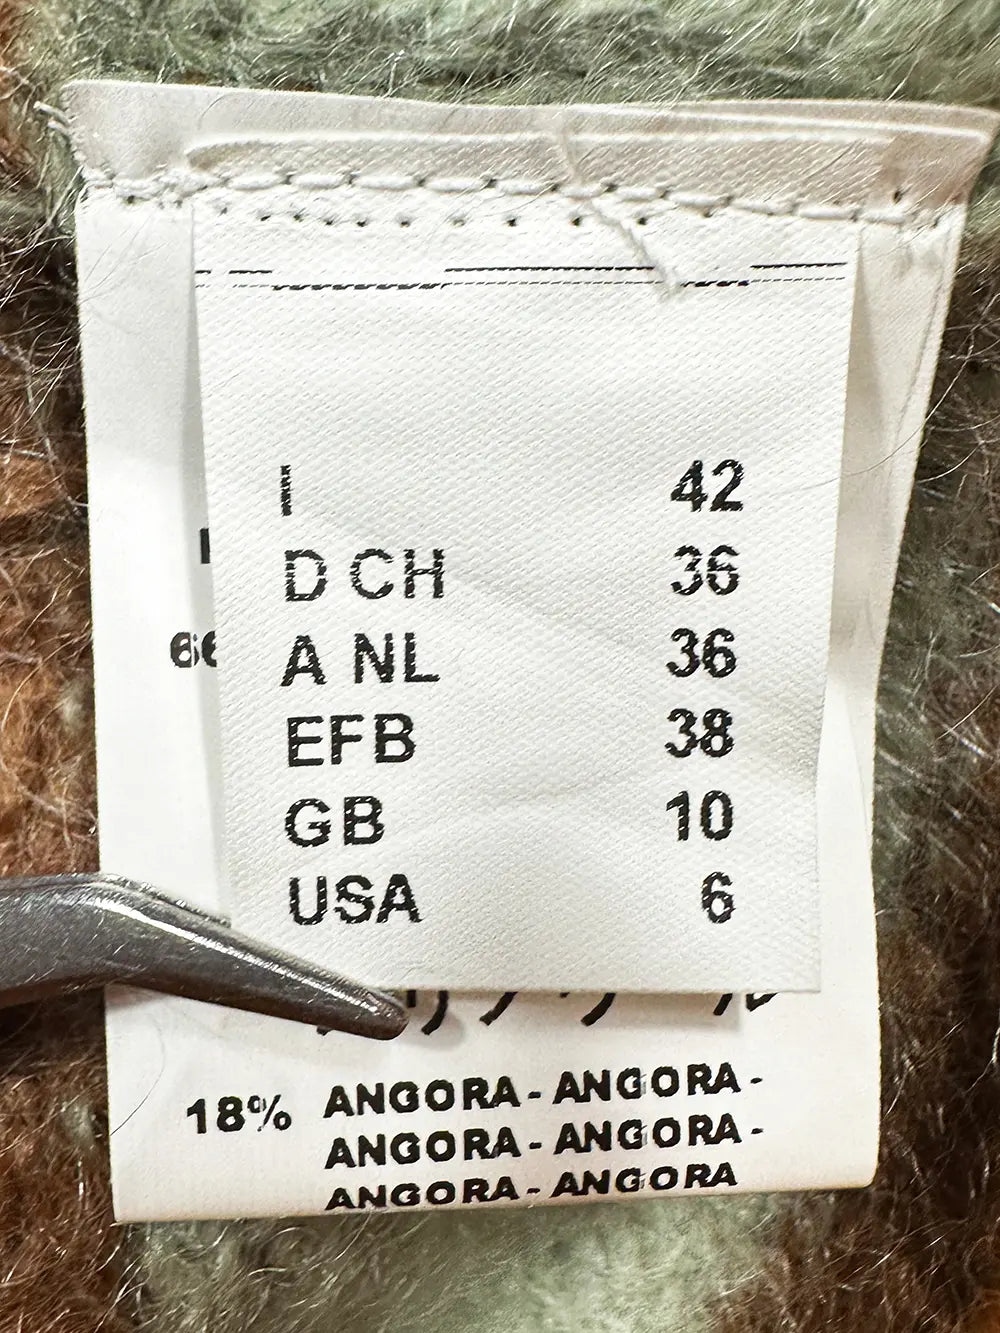 I 42
D CH 36
A NL 36
EFB 38
GB 10
USA 6
18% ANGORA - ANGORA -
ANGORA - ANGORA -
ANGORA - ANGORA